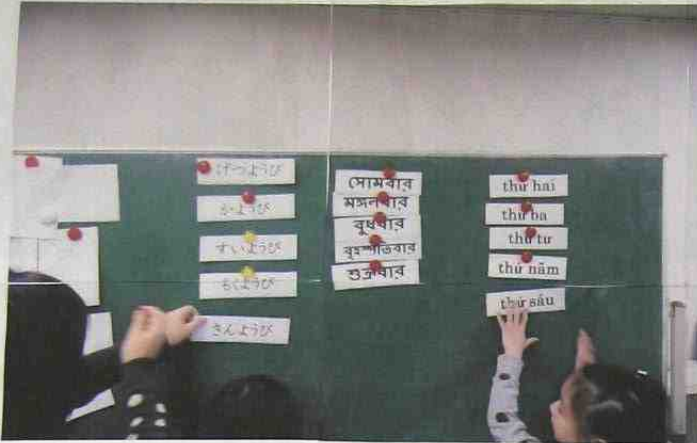 げつようび
かようび
すいようび
もくようび
きんようび
সোমবার
মঙ্গলবার
বুধবার
বৃহস্পতিবার
শুক্রবার
thứ hai
thứ ba
thứ tư
thứ năm
thứ sáu